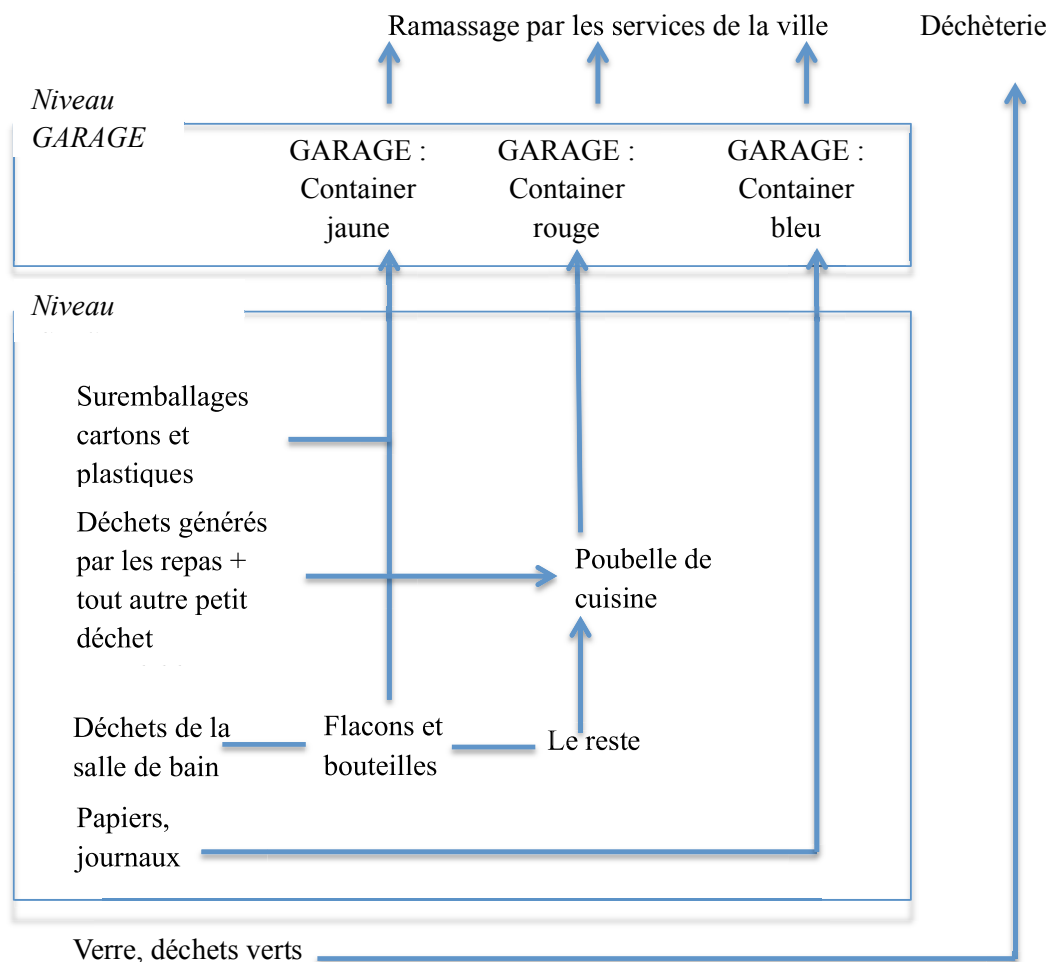 Ramassage par les services de la ville
Déchèterie
Niveau
GARAGE
GARAGE :
Container
jaune
GARAGE :
Container
rouge
GARAGE :
Container
bleu
Niveau
Suremballages
cartons et
plastiques
Déchets générés
par les repas +
tout autre petit
déchet
Poubelle de
cuisine
Déchets de la
salle de bain
Flacons et
bouteilles
Le reste
Papiers,
journaux
Verre, déchets verts